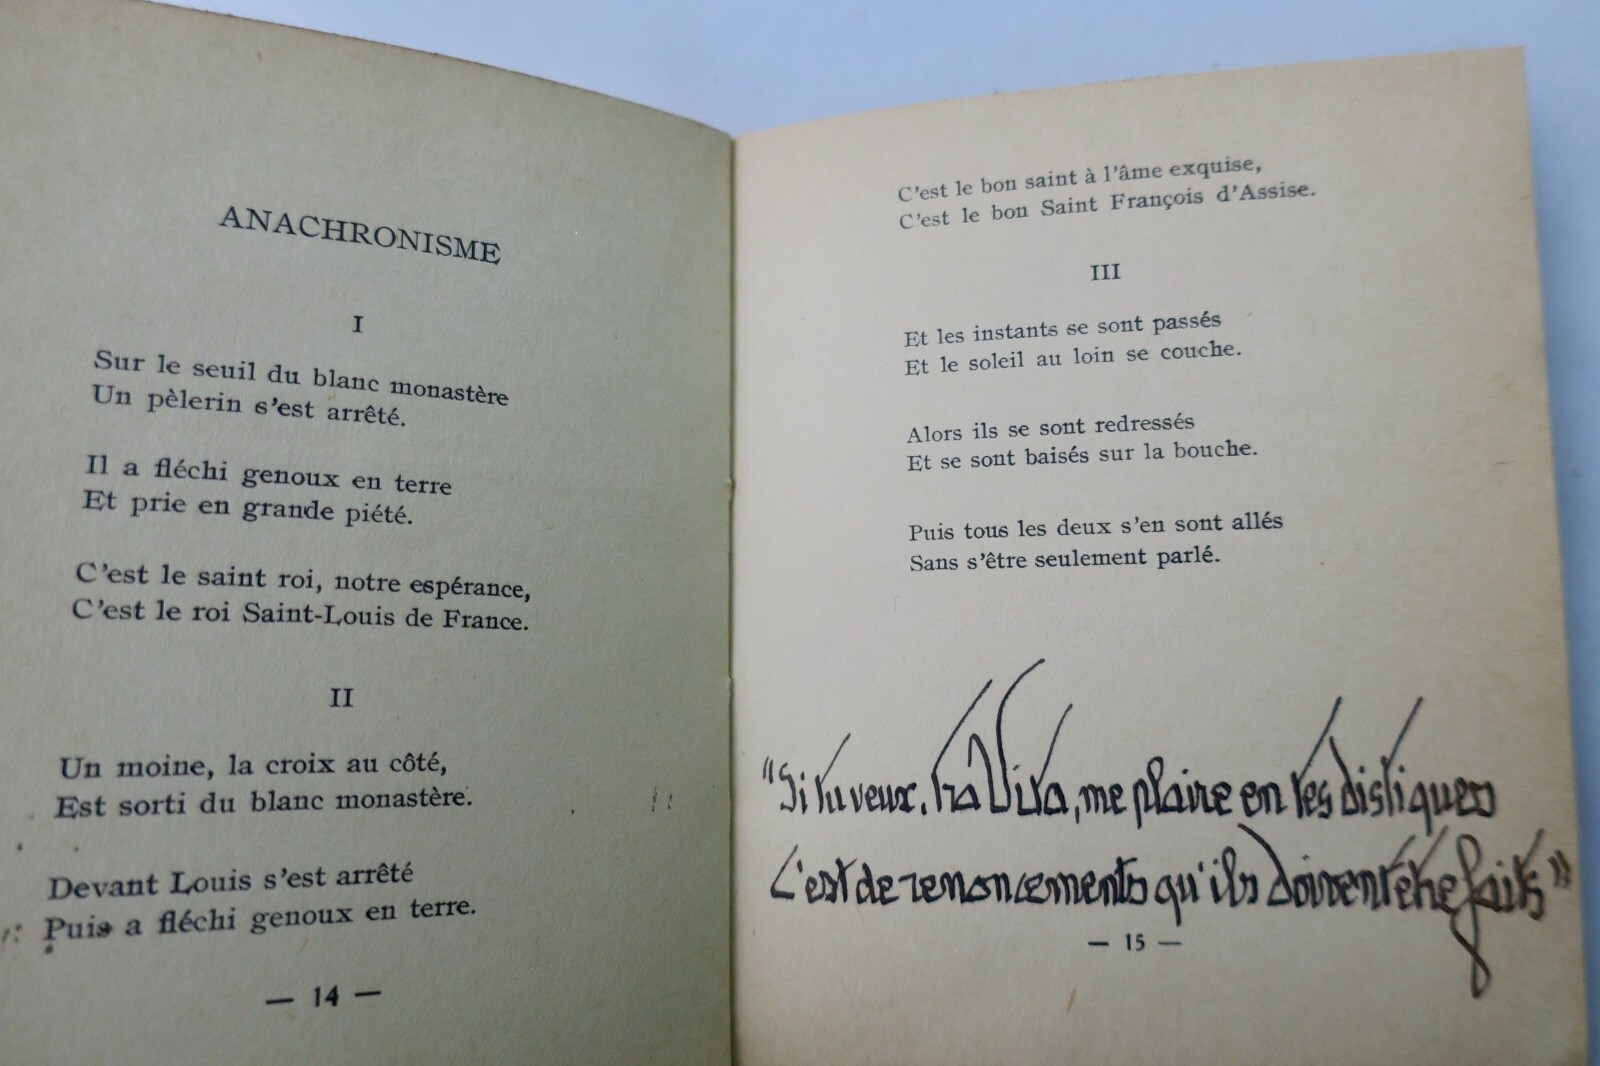 ANACHRONISME
I
Sur le seuil du blanc monastère
Un pèlerin s'est arrêté.
Il a fléchi genoux en terre
Et prie en grande piété.
C'est le saint roi, notre espérance,
C'est le roi Saint-Louis de France.
II
Un moine, la croix au côté,
Est sorti du blanc monastère.
Devant Louis s'est arrêté
Puis a fléchi genoux en terre.
— 14 —
C'est le bon saint à l'âme exquise,
C'est le bon Saint François d'Assise.
III
Et les instants se sont passés
Et le soleil au loin se couche.
Alors ils se sont redressés
Et se sont baisés sur la bouche.
Puis tous les deux s'en sont allés
Sans s'être seulement parlé.
"Si tu veux, Vita, me plaire en tes distiques
C'est de renoncements qu'ils doivent être faits"
— 15 —